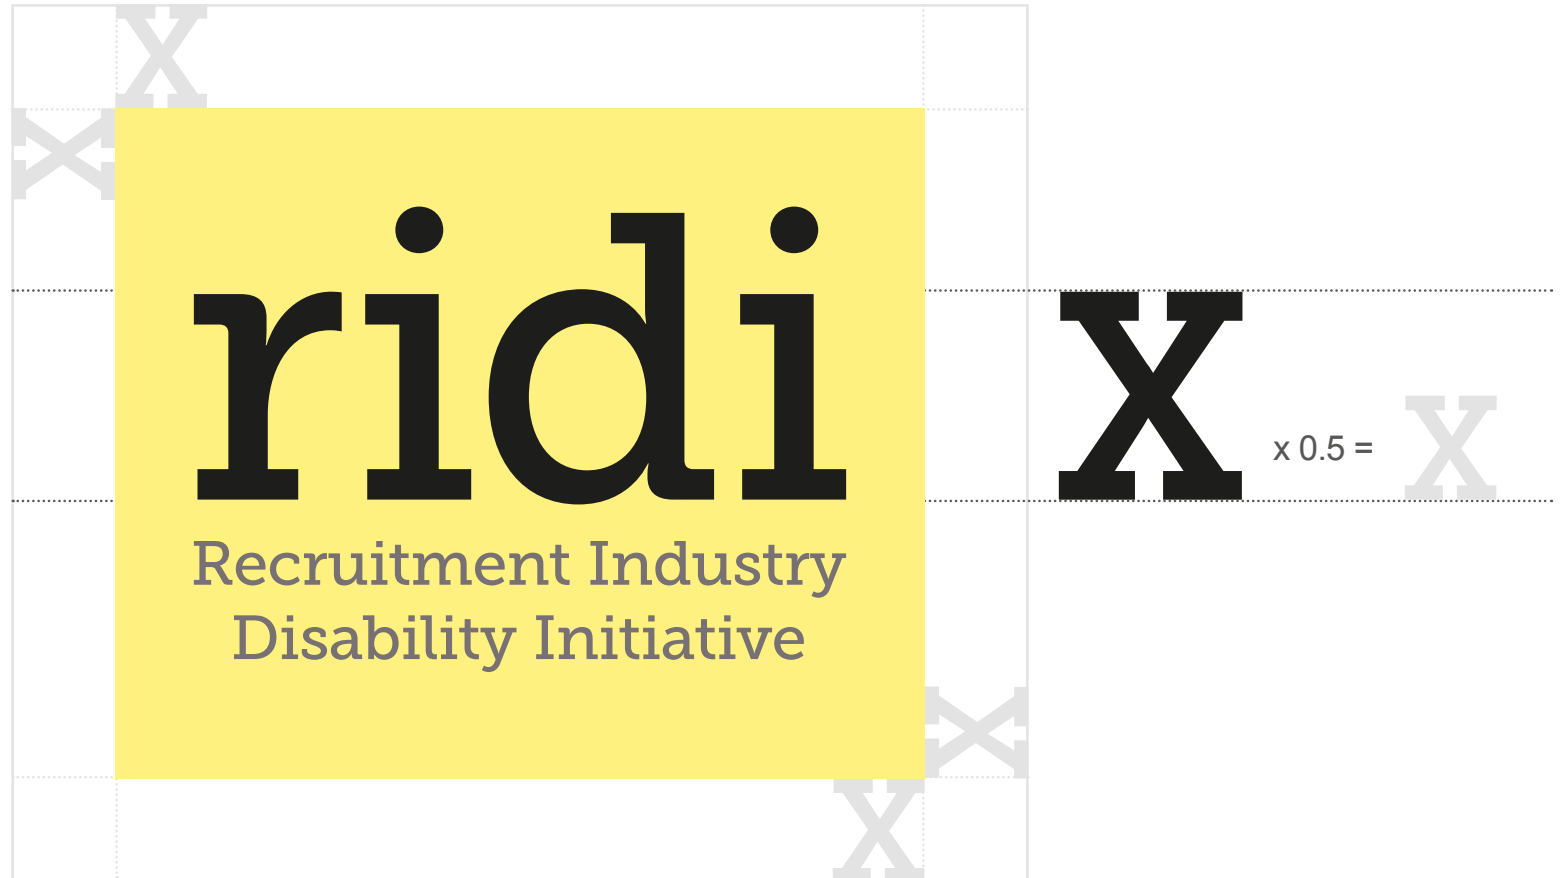 x
x
ridi
x
x 0.5 = x
Recruitment Industry
Disability Initiative
x
x